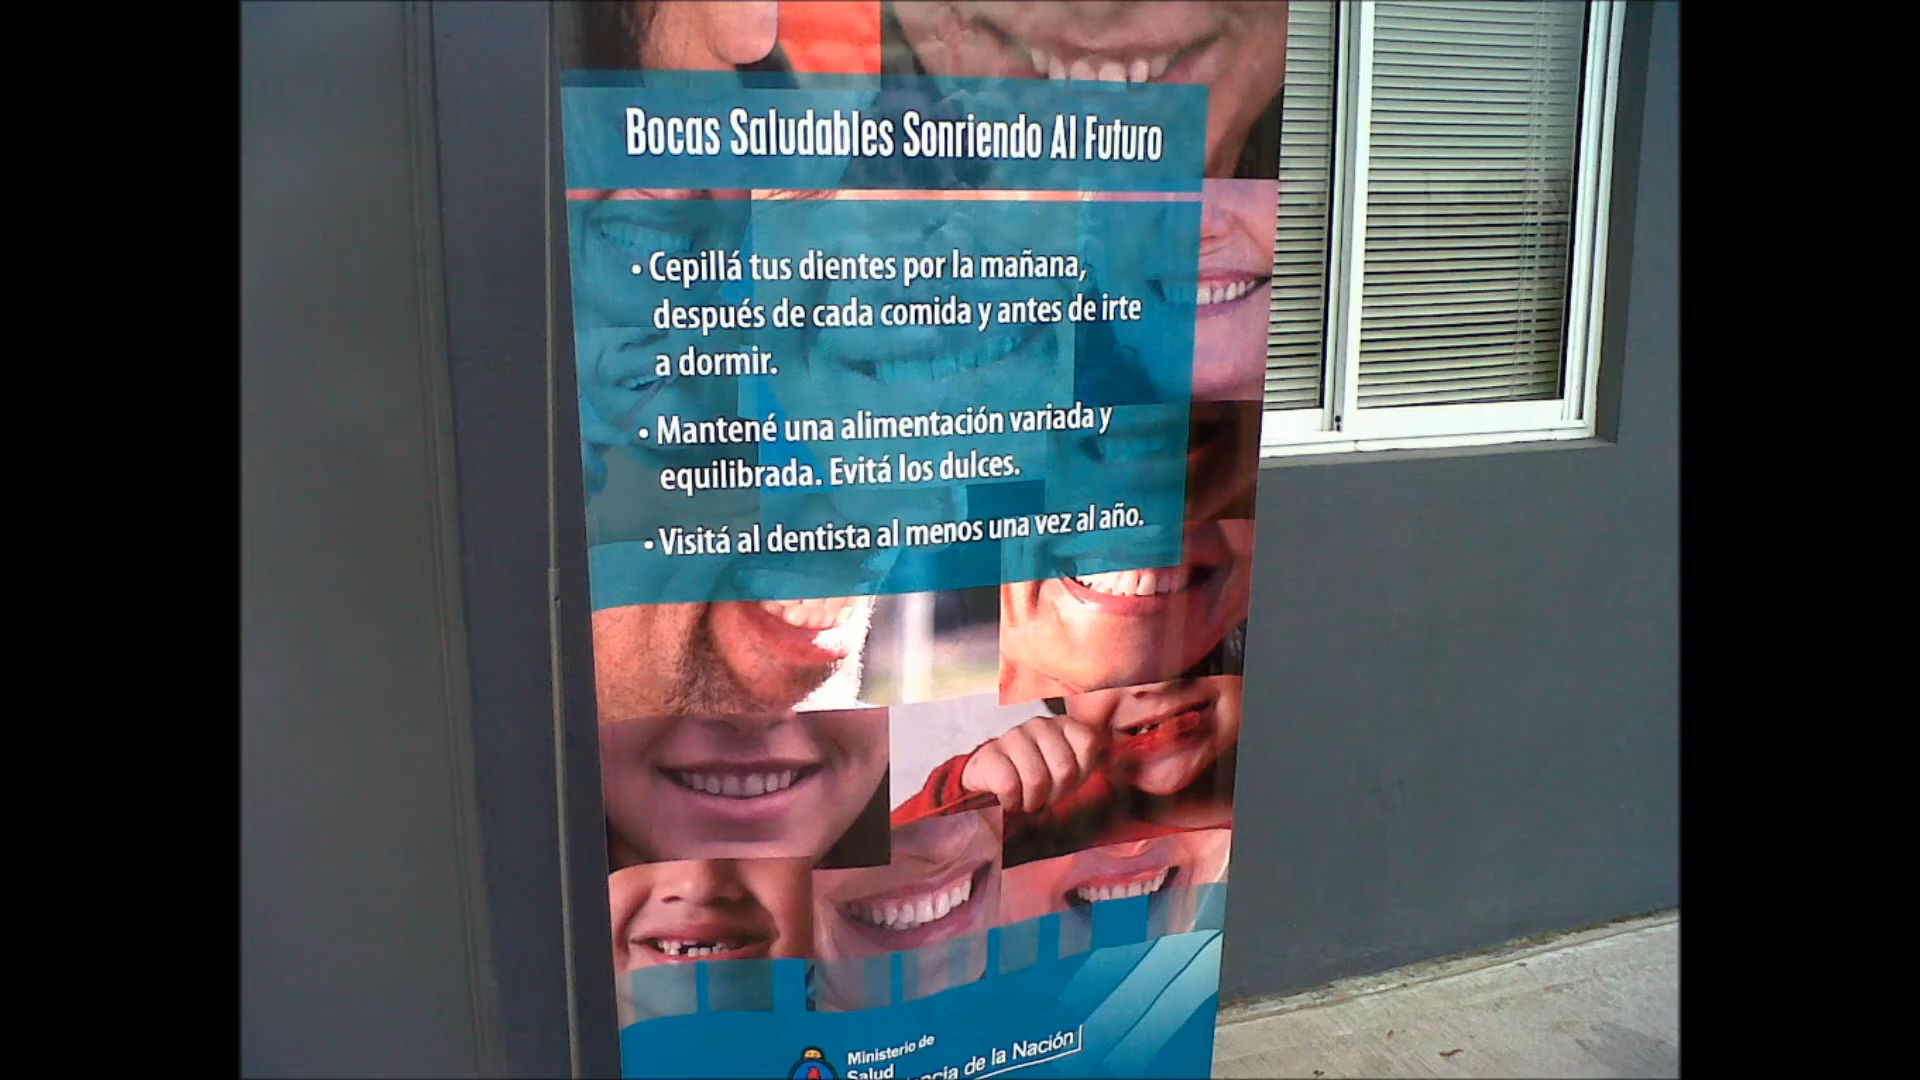 Bocas Saludables Sonriendo Al Futuro
• Cepillá tus dientes por la mañana,
después de cada comida y antes de irte
a dormir.
• Mantené una alimentación variada y
equilibrada. Evitá los dulces.
• Visitá al dentista al menos una vez al año.
Ministerio de
Salud
de la Nación